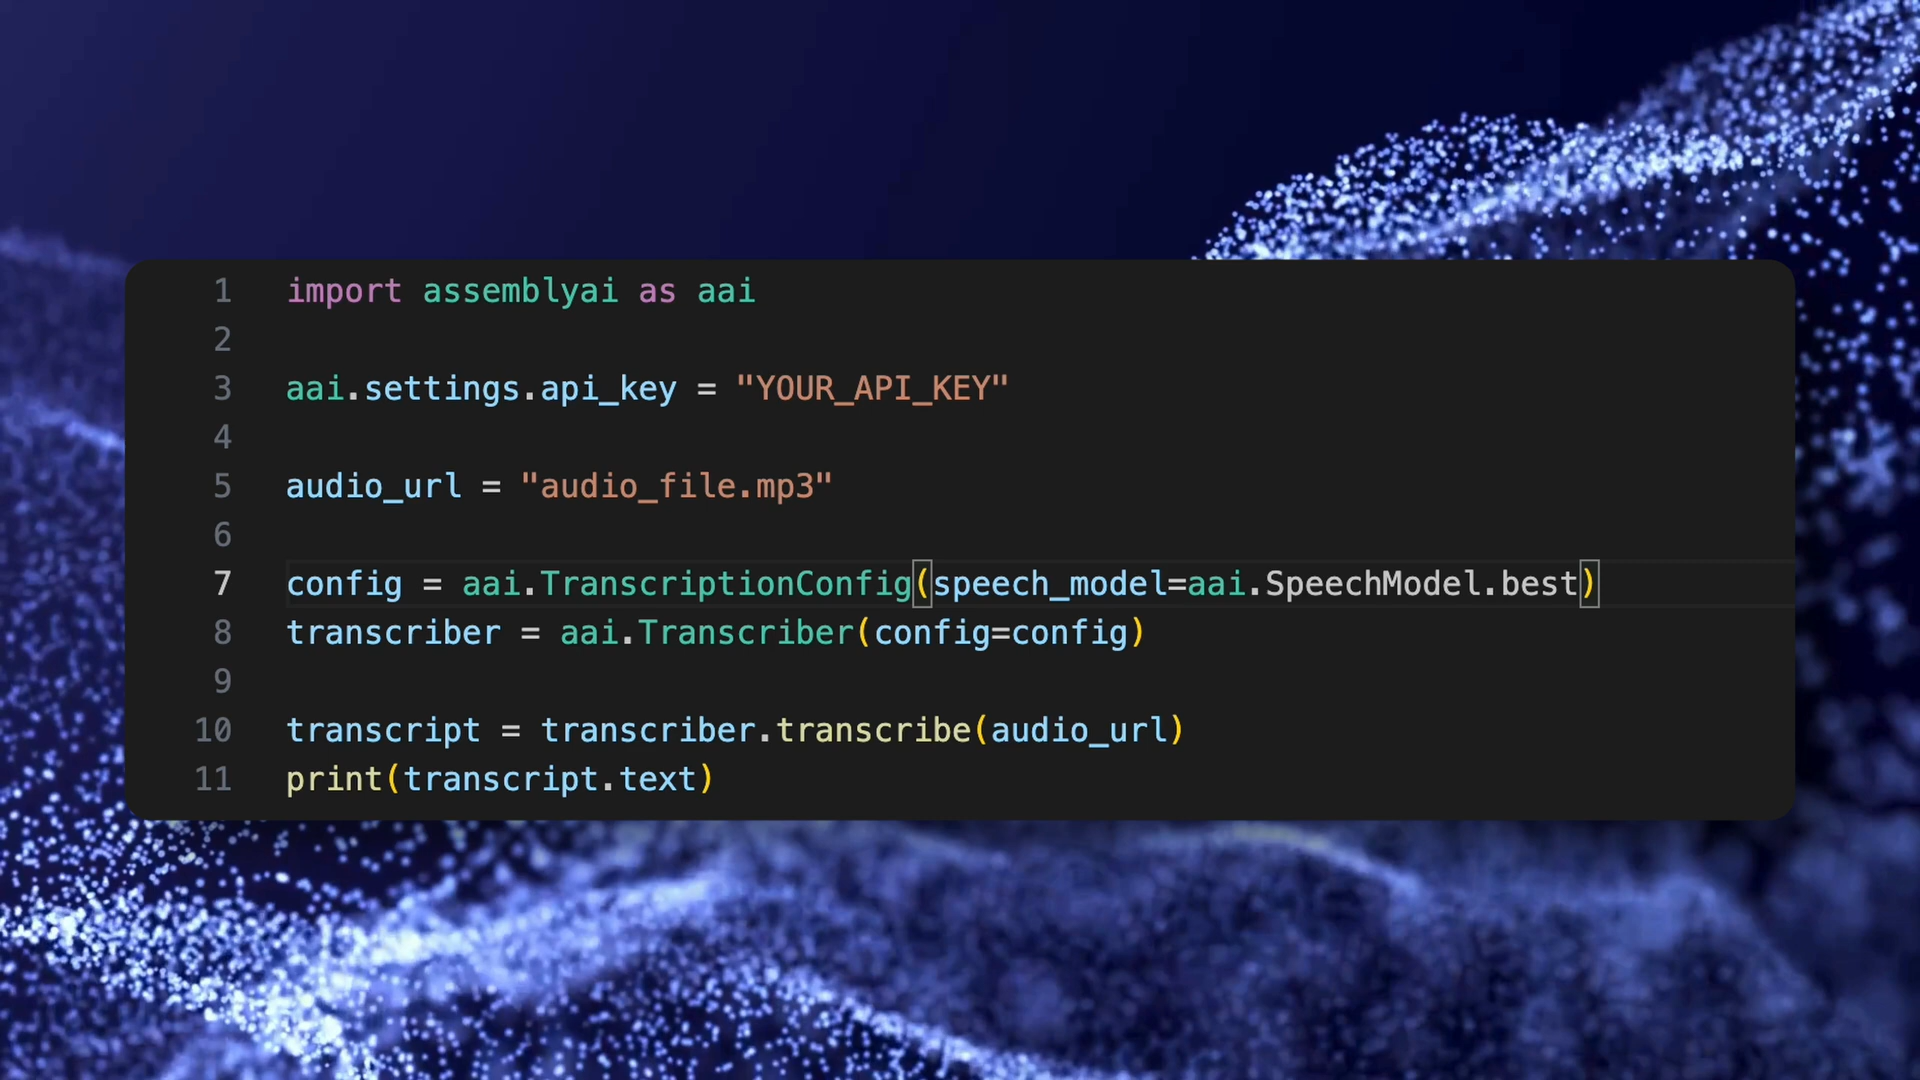 1 import assemblyai as aai
2
3 aai.settings.api_key = "YOUR_API_KEY"
4
5 audio_url = "audio_file.mp3"
6
7 config = aai.TranscriptionConfig(speech_model=aai.SpeechModel.best)
8 transcriber = aai.Transcriber(config=config)
9
10 transcript = transcriber.transcribe(audio_url)
11 print(transcript.text)